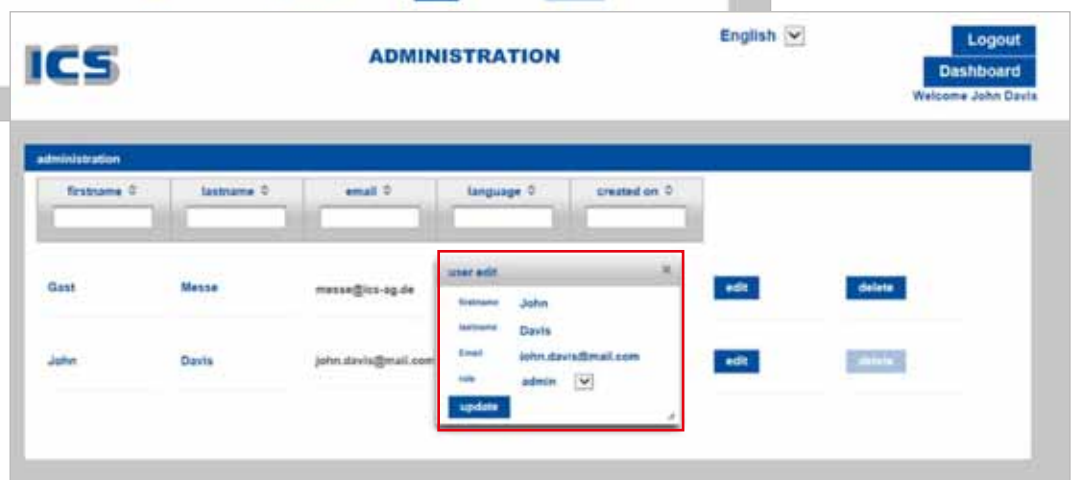 ICS
ADMINISTRATION
English
Logout
Dashboard
Welcome John Davis
administration
firstname lastname email language created on
Gast Messe messe@ics-ag.de edit delete
John Davis john.davis@mail.com edit delete
user edit
firstname John
lastname Davis
Email john.davis@mail.com
role admin
update